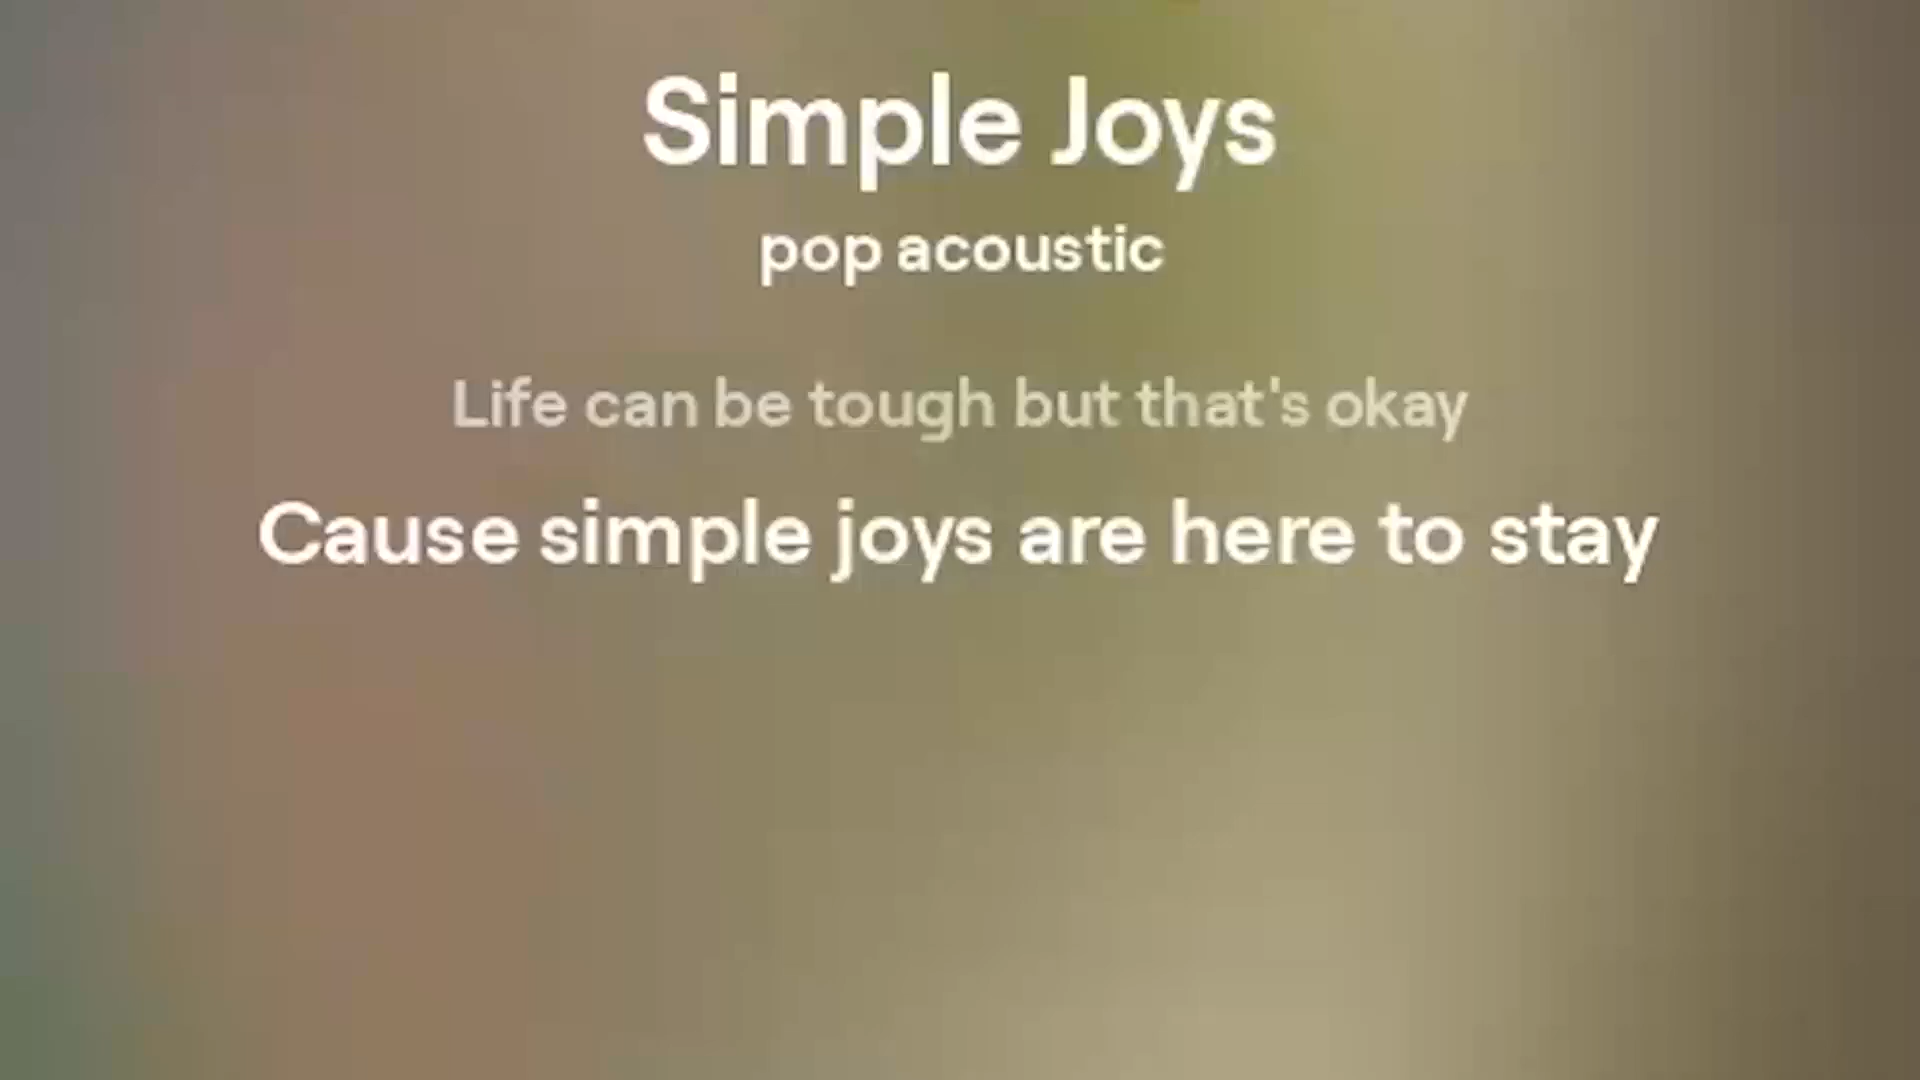 Simple Joys
pop acoustic
Life can be tough but that's okay
Cause simple joys are here to stay